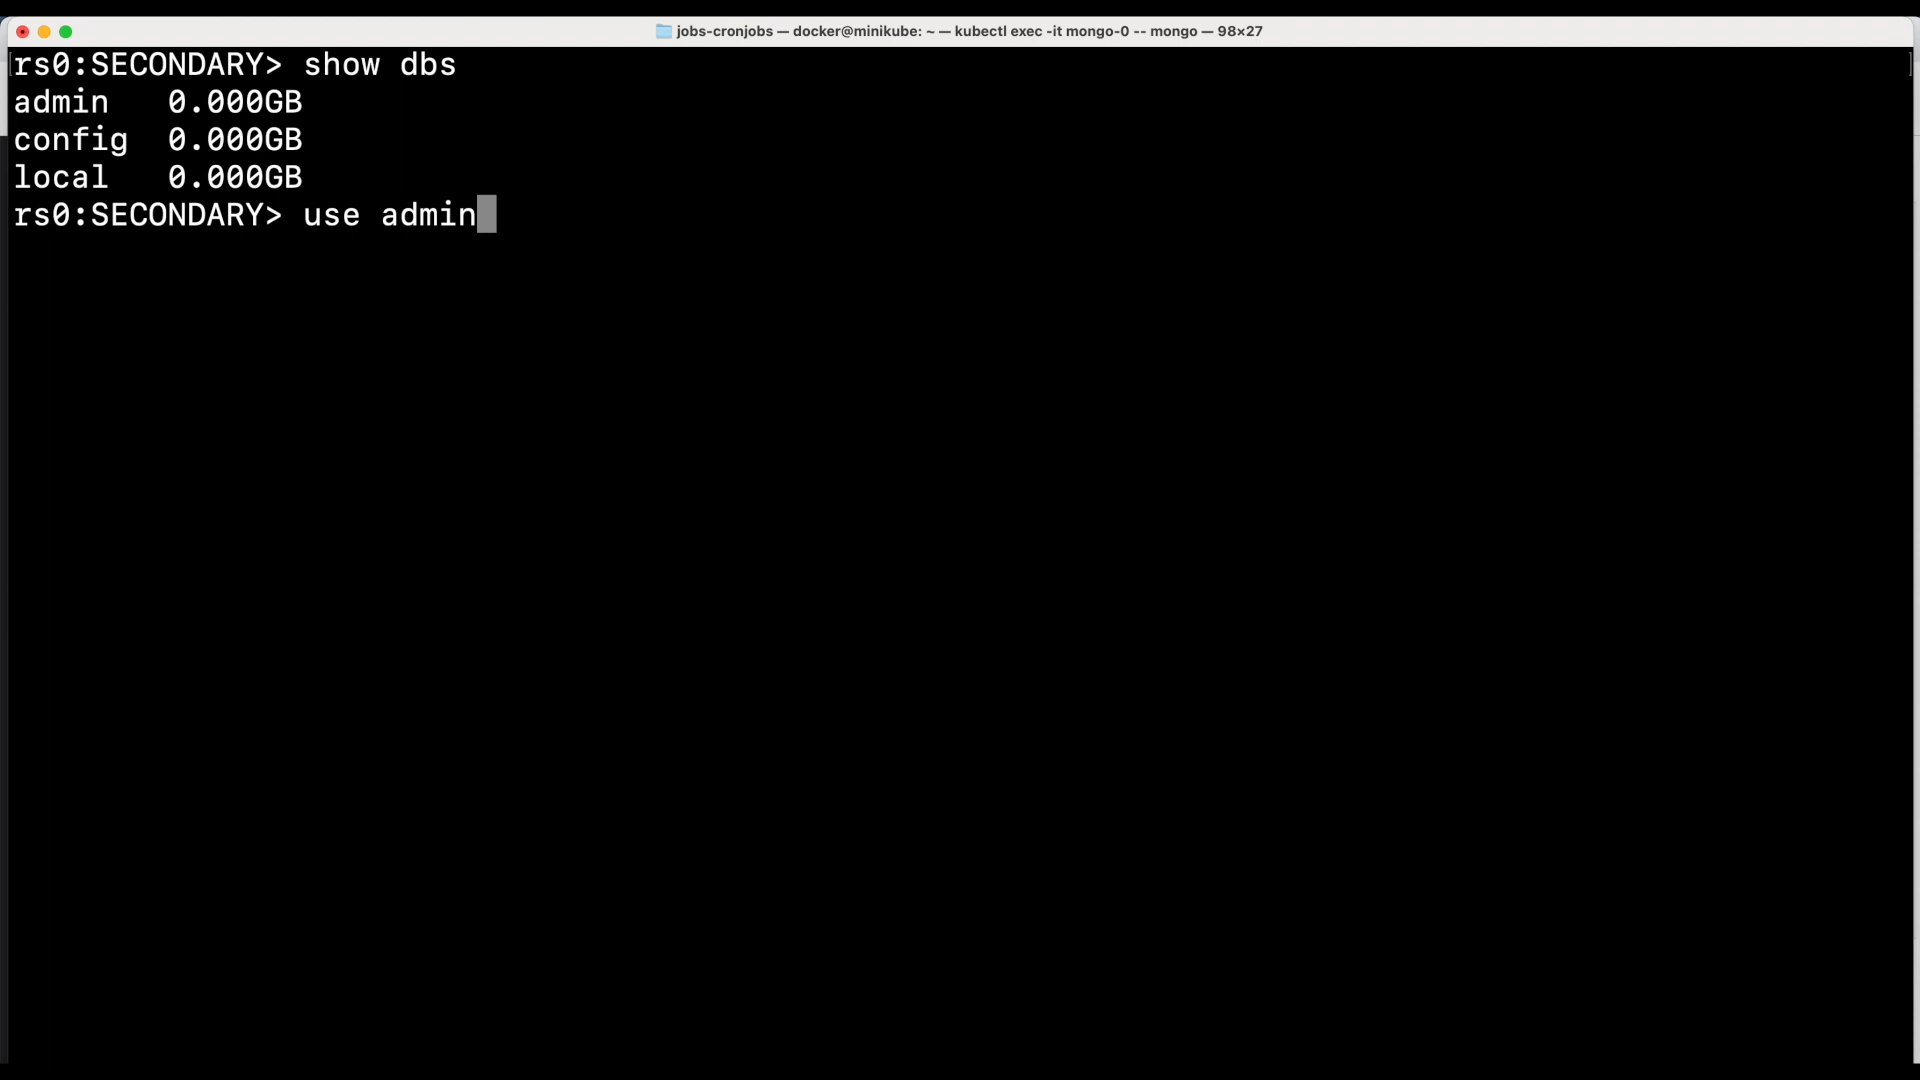 jobs-cronjobs — docker@minikube: ~ — kubectl exec -it mongo-0 -- mongo — 98×27
[rs0:SECONDARY> show dbs ]
admin   0.000GB
config  0.000GB
local   0.000GB
rs0:SECONDARY> use admin